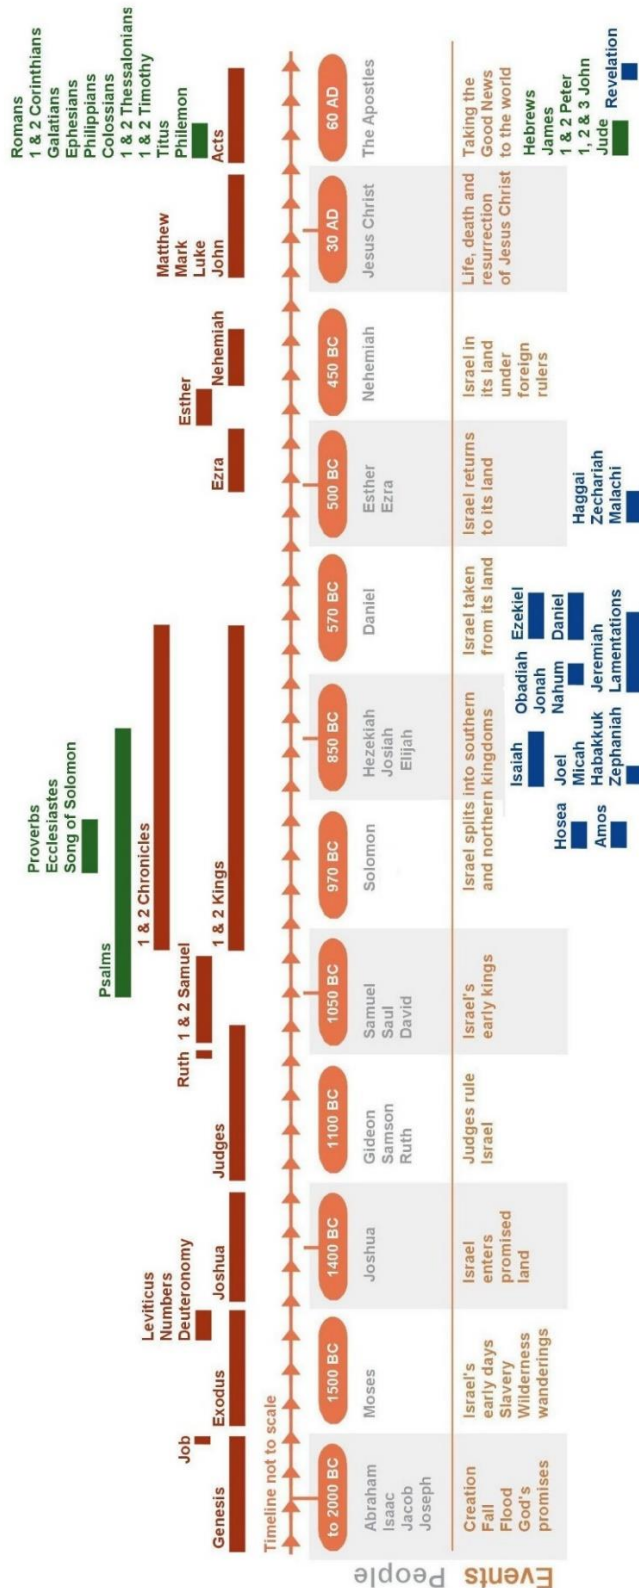 Genesis
Job
Exodus
Leviticus
Numbers
Deuteronomy
Joshua
Judges
Ruth
1 & 2 Samuel
Psalms
1 & 2 Chronicles
1 & 2 Kings
Proverbs
Ecclesiastes
Song of Solomon
Ezra
Esther
Nehemiah
Matthew
Mark
Luke
John
Romans
1 & 2 Corinthians
Galatians
Ephesians
Philippians
Colossians
1 & 2 Thessalonians
1 & 2 Timothy
Titus
Philemon
Acts
Timeline not to scale
to 2000 BC
1500 BC
1400 BC
1100 BC
1050 BC
970 BC
850 BC
570 BC
500 BC
450 BC
30 AD
60 AD
People
Abraham
Isaac
Jacob
Joseph
Moses
Joshua
Gideon
Samson
Ruth
Samuel
Saul
David
Solomon
Hezekiah
Josiah
Elijah
Daniel
Esther
Ezra
Nehemiah
Jesus Christ
The Apostles
Events
Creation
Fall
Flood
God's
promises
Israel's
early days
Slavery
Wilderness
wanderings
Israel
enters
promised
land
Judges rule
Israel
Israel's
early kings
Israel splits into southern
and northern kingdoms
Israel taken
from its land
Israel returns
to its land
Israel in
its land
under
foreign
rulers
Life, death and
resurrection
of Jesus Christ
Taking the
Good News
to the world
Hosea
Amos
Isaiah
Joel
Micah
Habakkuk
Zephaniah
Obadiah
Jonah
Nahum
Jeremiah
Lamentations
Ezekiel
Daniel
Haggai
Zechariah
Malachi
Hebrews
James
1 & 2 Peter
1, 2 & 3 John
Jude
Revelation